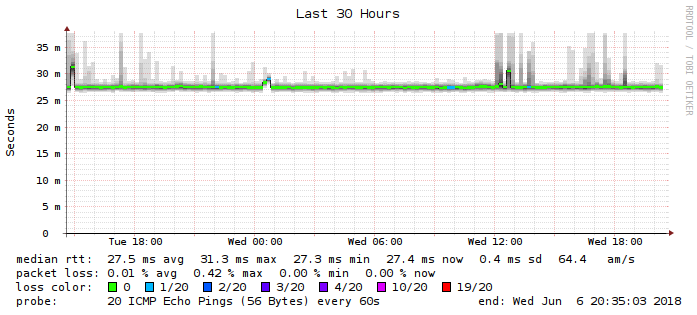 Last 30 Hours
RRDTOOL / TOBI OETIKER
Seconds
35 m
30 m
25 m
20 m
15 m
10 m
5 m
0
Tue 18:00 Wed 00:00 Wed 06:00 Wed 12:00 Wed 18:00
median rtt: 27.5 ms avg 31.3 ms max 27.3 ms min 27.4 ms now 0.4 ms sd 64.4 am/s
packet loss: 0.01 % avg 0.42 % max 0.00 % min 0.00 % now
loss color: 0 1/20 2/20 3/20 4/20 10/20 19/20
probe: 20 ICMP Echo Pings (56 Bytes) every 60s end: Wed Jun 6 20:35:03 2018